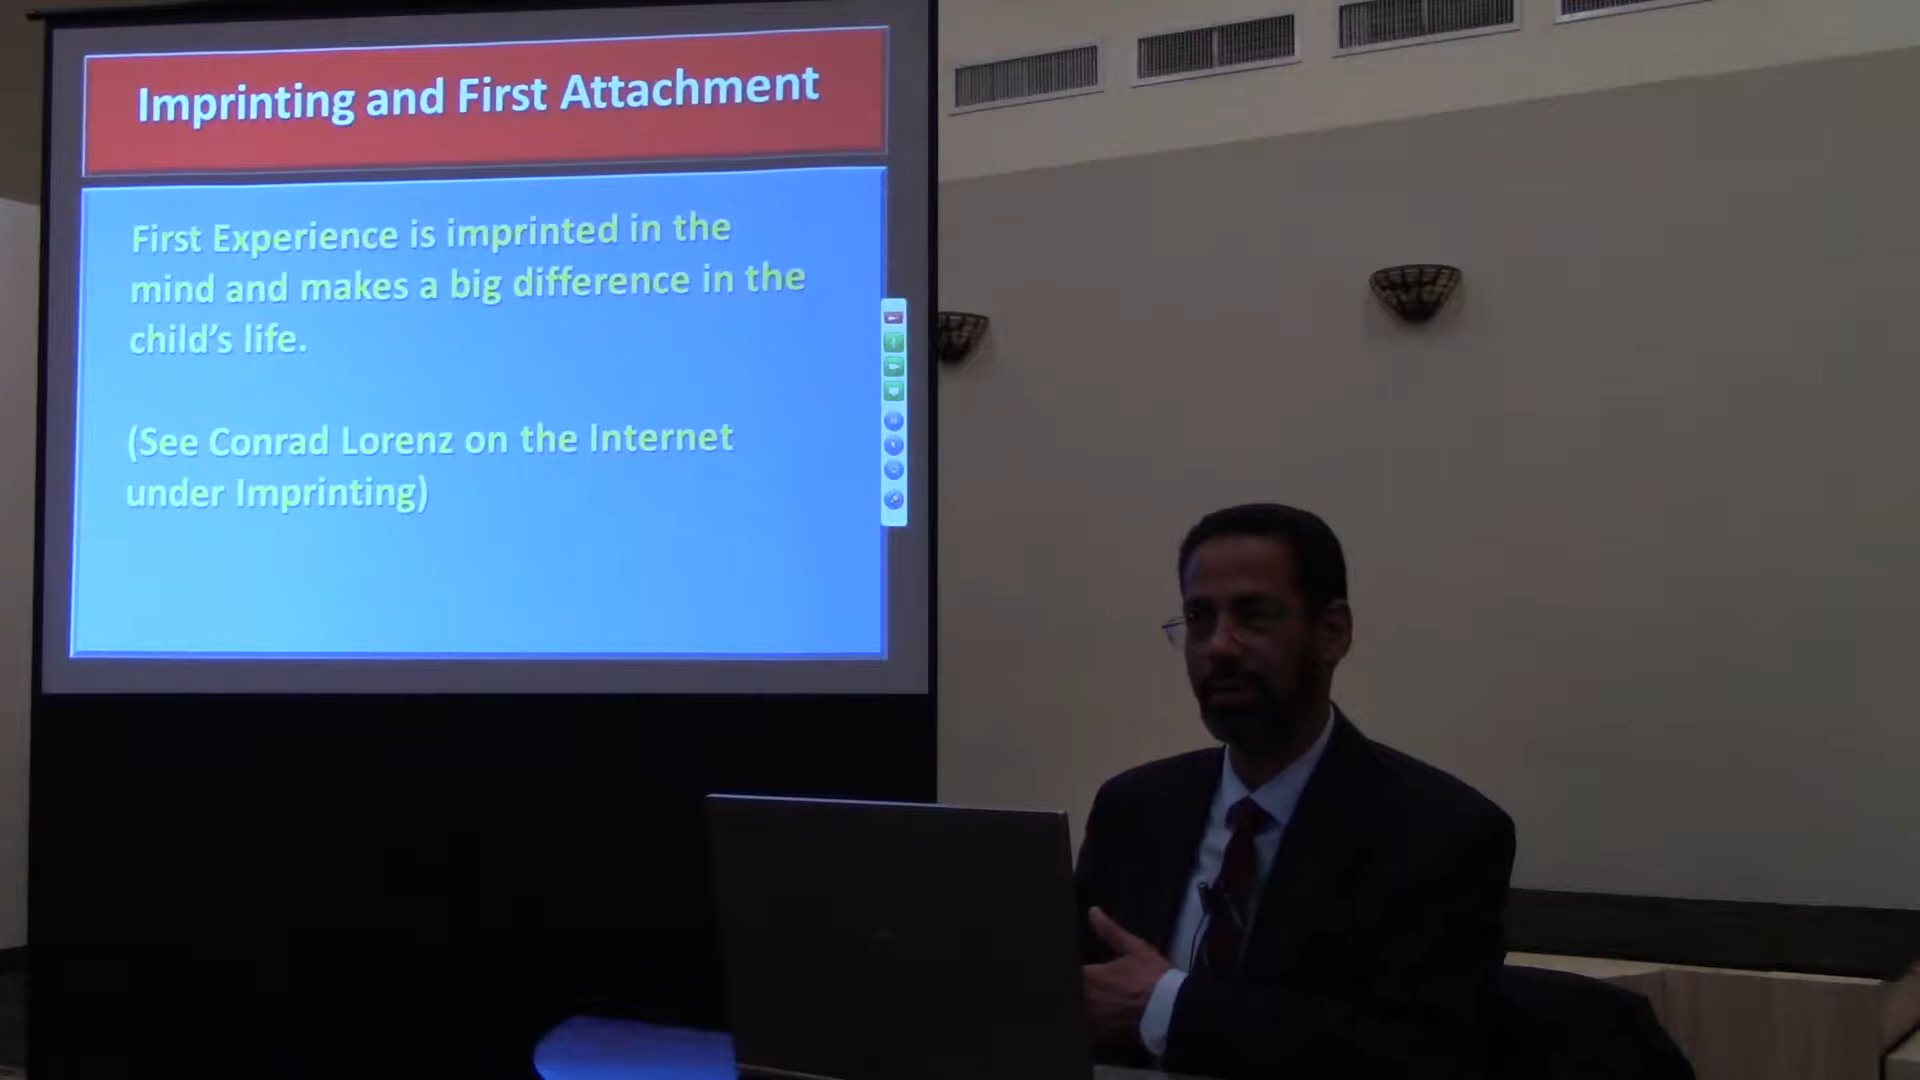 Imprinting and First Attachment
First Experience is imprinted in the
mind and makes a big difference in the
child's life.
(See Conrad Lorenz on the Internet
under Imprinting)